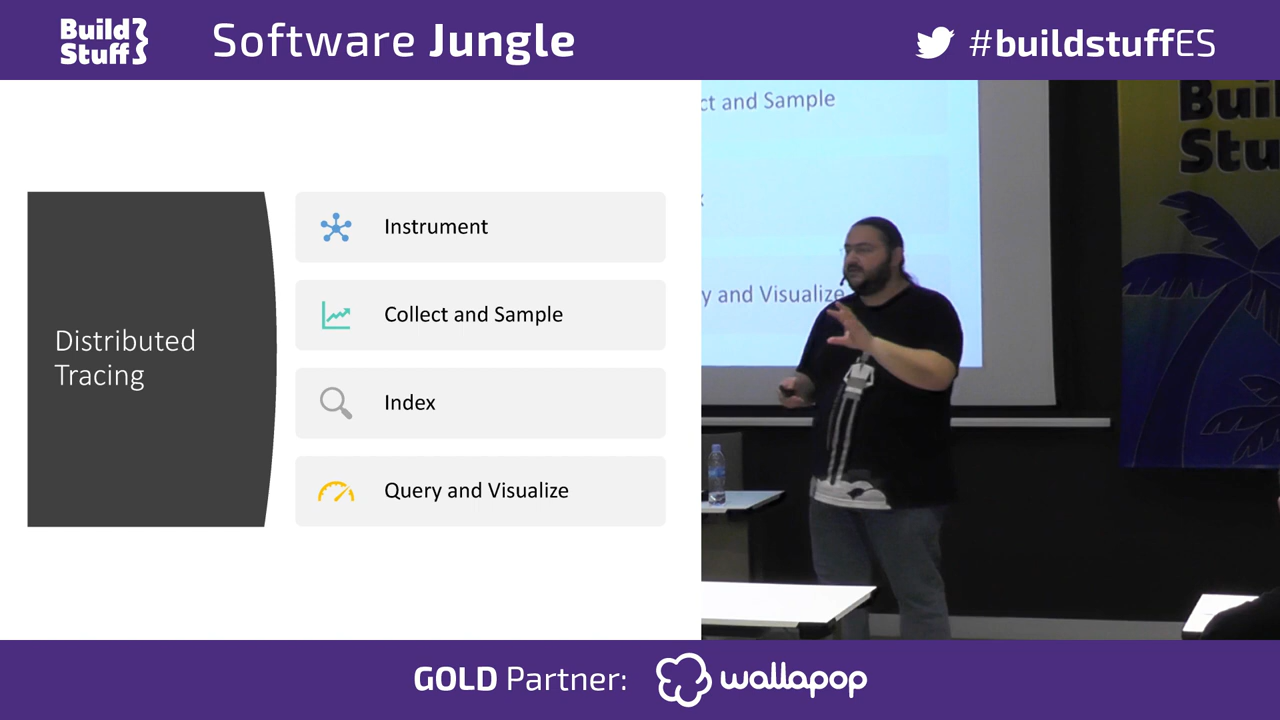 Build
Stuff
Software Jungle
#buildstuffES
Distributed
Tracing
Instrument
Collect and Sample
Index
Query and Visualize
ct and Sample
y and Visualize
Bui
Stu
GOLD Partner:
wallapop